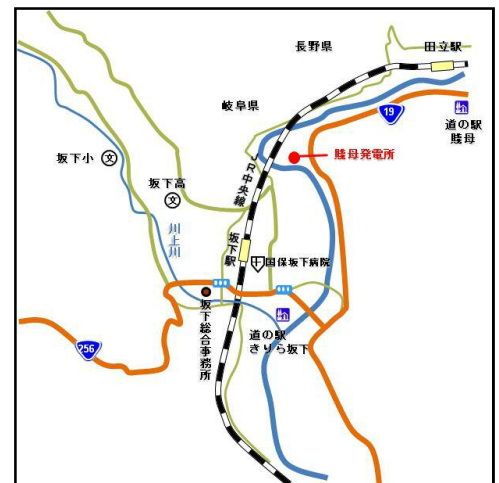 長野県
田立駅
岐阜県
19
道の駅
賤母
賤母発電所
坂下小
文
坂下高
文
JR中央線
川上川
坂下駅
国保坂下病院
坂下総合事務所
道の駅
きりら坂下
256